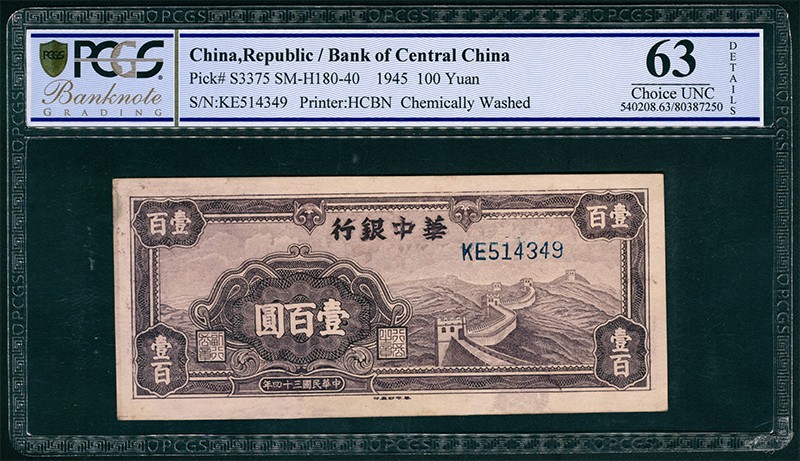 PCGS
Banknote
GRADING
China,Republic / Bank of Central China
Pick# S3375 SM-H180-40 1945 100 Yuan
S/N:KE514349 Printer:HCBN Chemically Washed
63
Choice UNC
540208.63/80387250
DETAILS
百壹
百壹
行銀中華
KE514349
圓百壹
壹百
壹百
年四十三國民華中